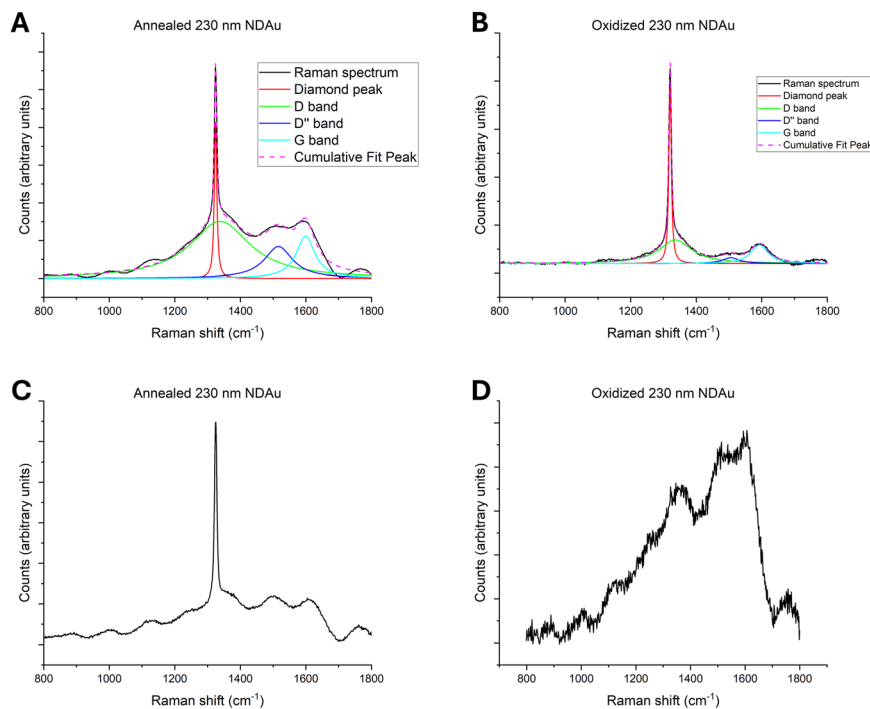 A
Annealed 230 nm NDAu
Counts (arbitrary units)
Raman spectrum
Diamond peak
D band
D" band
G band
Cumulative Fit Peak
800 1000 1200 1400 1600 1800
Raman shift (cm-1)
B
Oxidized 230 nm NDAu
Counts (arbitrary units)
Raman spectrum
Diamond peak
D band
D" band
G band
Cumulative Fit Peak
800 1000 1200 1400 1600 1800
Raman shift (cm-1)
C
Annealed 230 nm NDAu
Counts (arbitrary units)
800 1000 1200 1400 1600 1800
Raman shift (cm-1)
D
Oxidized 230 nm NDAu
Counts (arbitrary units)
1000 1200 1400 1600 1800
Raman shift (cm-1)